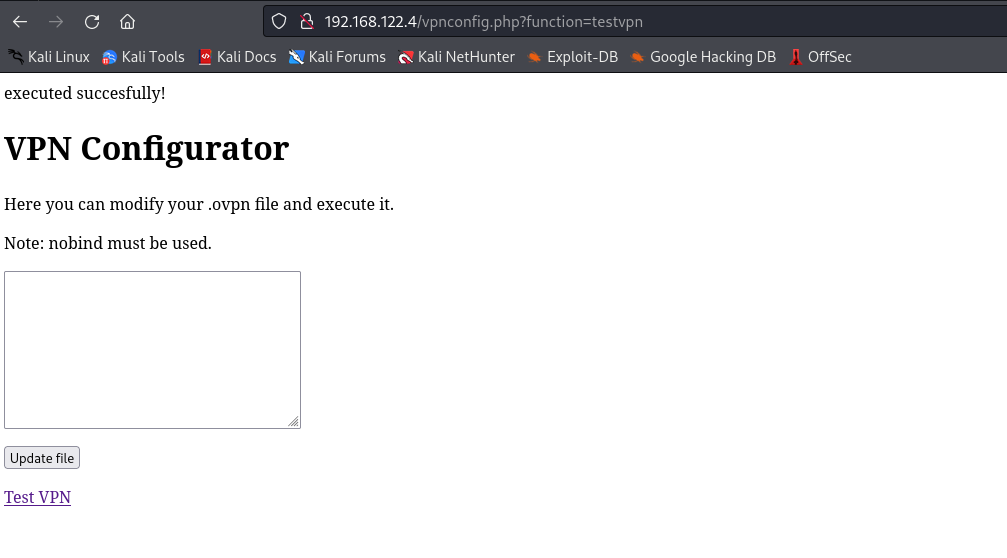 192.168.122.4/vpnconfig.php?function=testvpn
Kali Linux Kali Tools Kali Docs Kali Forums Kali NetHunter Exploit-DB Google Hacking DB OffSec
executed succesfully!
VPN Configurator
Here you can modify your .ovpn file and execute it.
Note: nobind must be used.
Update file
Test VPN